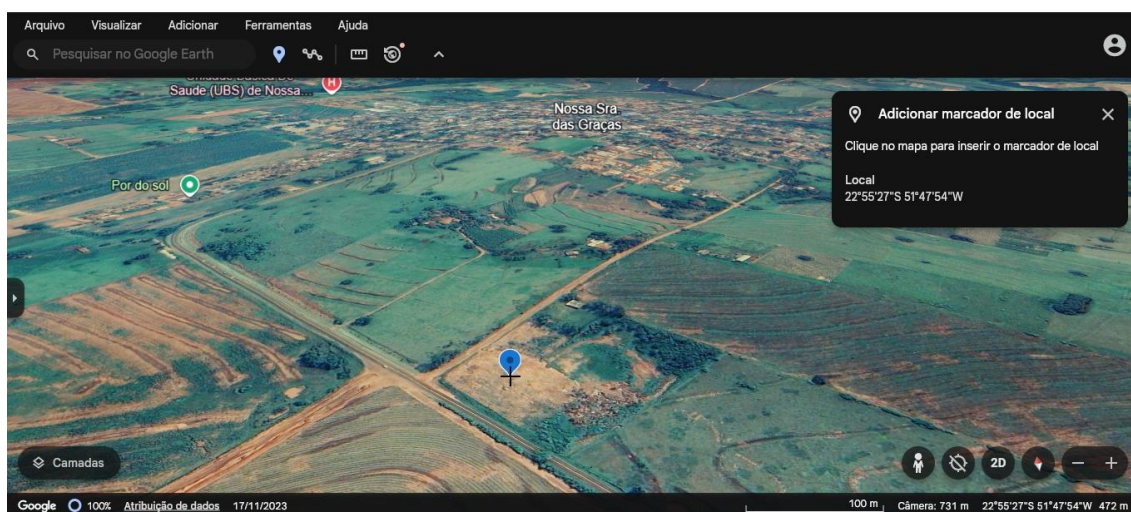 Arquivo Visualizar Adicionar Ferramentas Ajuda
Pesquisar no Google Earth
Unidade Básica De
Saude (UBS) de Nossa...
H
Nossa Sra
das Graças
Por do sol
Adicionar marcador de local
Clique no mapa para inserir o marcador de local
Local
22°55'27"S 51°47'54"W
Camadas
2D
Google 100% Atribuição de dados 17/11/2023 100 m Câmera: 731 m 22°55'27"S 51°47'54"W 472 m